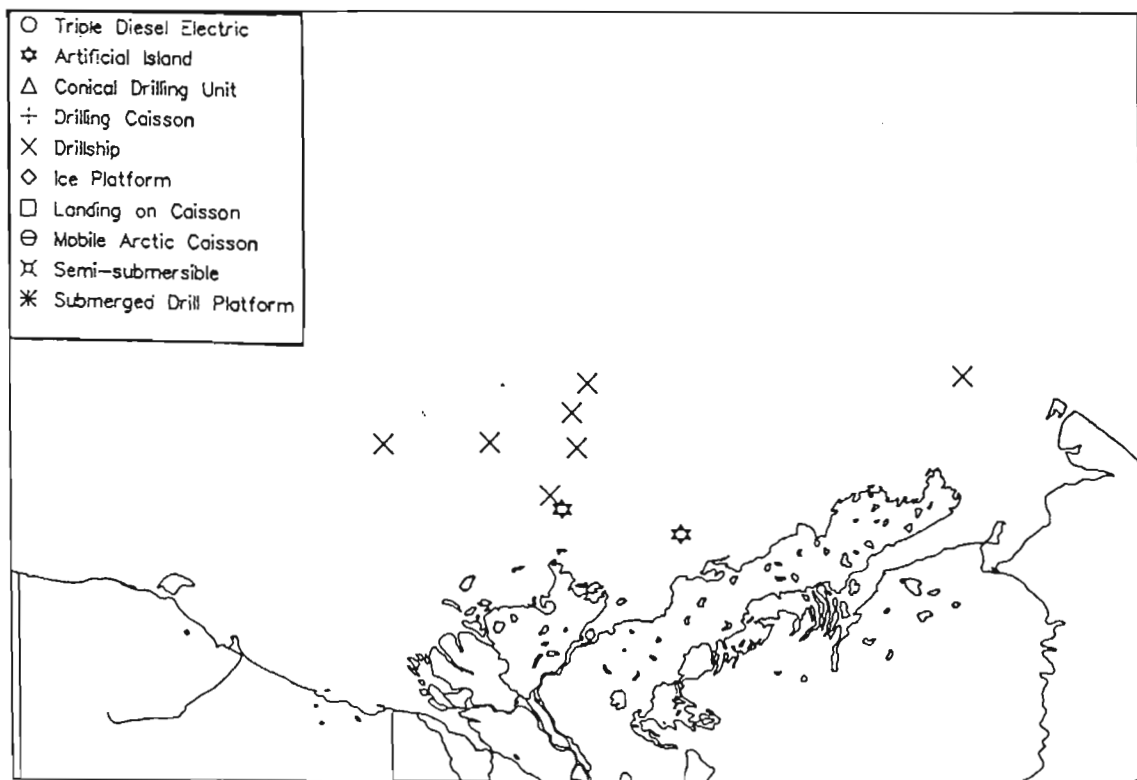 Triple Diesel Electric
Artificial Island
Conical Drilling Unit
Drilling Caisson
Drillship
Ice Platform
Landing on Caisson
Mobile Arctic Caisson
Semi-submersible
Submerged Drill Platform